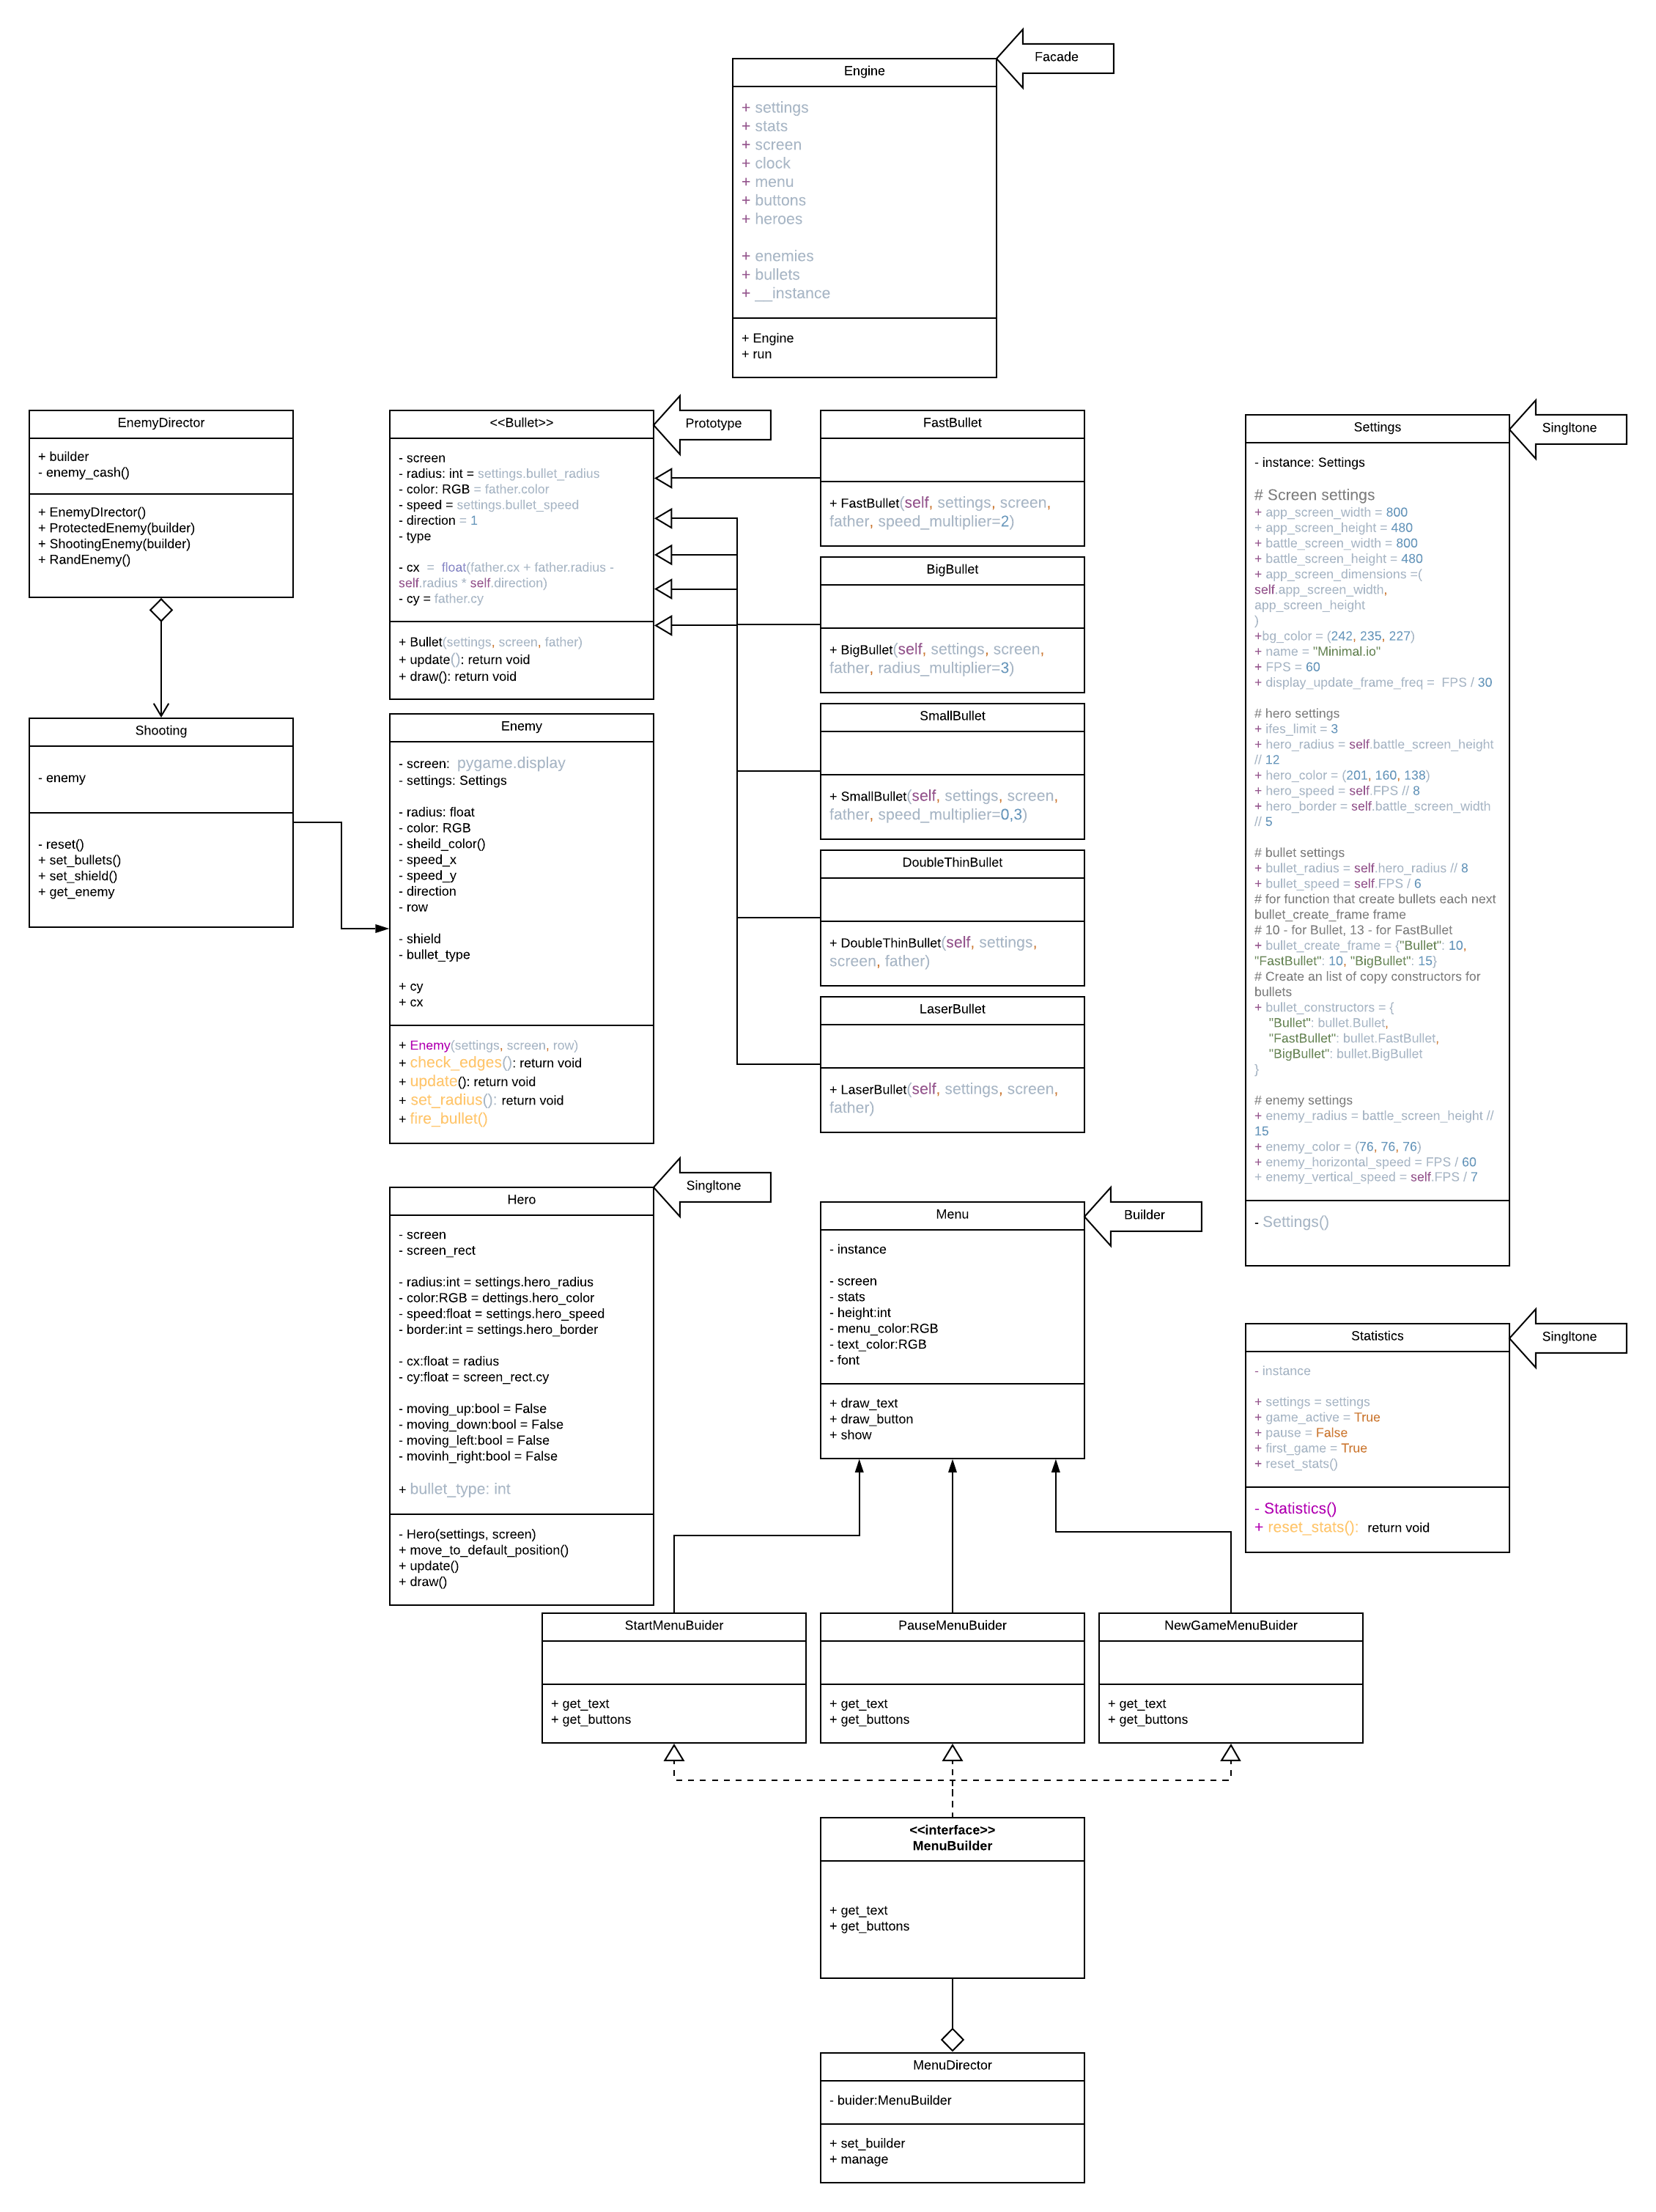 Facade
Engine
+ settings
+ stats
+ screen
+ clock
+ menu
+ buttons
+ heroes
+ enemies
+ bullets
+ __instance
+ Engine
+ run
EnemyDirector
+ builder
- enemy_cash()
+ EnemyDIrector()
+ ProtectedEnemy(builder)
+ ShootingEnemy(builder)
+ RandEnemy()
Shooting
- enemy
- reset()
+ set_bullets()
+ set_shield()
+ get_enemy
Prototype
<<Bullet>>
- screen
- radius: int = settings.bullet_radius
- color: RGB = father.color
- speed = settings.bullet_speed
- direction = 1
- type
- cx  =  float(father.cx + father.radius -
self.radius * self.direction)
- cy = father.cy
+ Bullet(settings, screen, father)
+ update(): return void
+ draw(): return void
Enemy
- screen:  pygame.display
- settings: Settings
- radius: float
- color: RGB
- sheild_color()
- speed_x
- speed_y
- direction
- row
- shield
- bullet_type
+ cy
+ cx
+ Enemy(settings, screen, row)
+ check_edges(): return void
+ update(): return void
+ set_radius(): return void
+ fire_bullet()
FastBullet
+ FastBullet(self, settings, screen,
father, speed_multiplier=2)
BigBullet
+ BigBullet(self, settings, screen,
father, radius_multiplier=3)
SmallBullet
+ SmallBullet(self, settings, screen,
father, speed_multiplier=0,3)
DoubleThinBullet
+ DoubleThinBullet(self, settings,
screen, father)
LaserBullet
+ LaserBullet(self, settings, screen,
father)
Singltone
Settings
- instance: Settings
# Screen settings
+ app_screen_width = 800
+ app_screen_height = 480
+ battle_screen_width = 800
+ battle_screen_height = 480
+ app_screen_dimensions =(
self.app_screen_width,
app_screen_height
)
+bg_color = (242, 235, 227)
+ name = "Minimal.io"
+ FPS = 60
+ display_update_frame_freq =  FPS / 30
# hero settings
+ ifes_limit = 3
+ hero_radius = self.battle_screen_height
// 12
+ hero_color = (201, 160, 138)
+ hero_speed = self.FPS // 8
+ hero_border = self.battle_screen_width
// 5
# bullet settings
+ bullet_radius = self.hero_radius // 8
+ bullet_speed = self.FPS / 6
# for function that create bullets each next
bullet_create_frame frame
# 10 - for Bullet, 13 - for FastBullet
+ bullet_create_frame = {"Bullet": 10,
"FastBullet": 10, "BigBullet": 15}
# Create an list of copy constructors for
bullets
+ bullet_constructors = {
"Bullet": bullet.Bullet,
"FastBullet": bullet.FastBullet,
"BigBullet": bullet.BigBullet
}
# enemy settings
+ enemy_radius = battle_screen_height //
15
+ enemy_color = (76, 76, 76)
+ enemy_horizontal_speed = FPS / 60
+ enemy_vertical_speed = self.FPS / 7
- Settings()
Singltone
Hero
- screen
- screen_rect
- radius:int = settings.hero_radius
- color:RGB = dettings.hero_color
- speed:float = settings.hero_speed
- border:int = settings.hero_border
- cx:float = radius
- cy:float = screen_rect.cy
- moving_up:bool = False
- moving_down:bool = False
- moving_left:bool = False
- movinh_right:bool = False
+ bullet_type: int
- Hero(settings, screen)
+ move_to_default_position()
+ update()
+ draw()
Builder
Menu
- instance
- screen
- stats
- height:int
- menu_color:RGB
- text_color:RGB
- font
+ draw_text
+ draw_button
+ show
Singltone
Statistics
- instance
+ settings = settings
+ game_active = True
+ pause = False
+ first_game = True
+ reset_stats()
- Statistics()
+ reset_stats():  return void
StartMenuBuider
+ get_text
+ get_buttons
PauseMenuBuider
+ get_text
+ get_buttons
NewGameMenuBuider
+ get_text
+ get_buttons
<<interface>>
MenuBuilder
+ get_text
+ get_buttons
MenuDirector
- buider:MenuBuilder
+ set_builder
+ manage